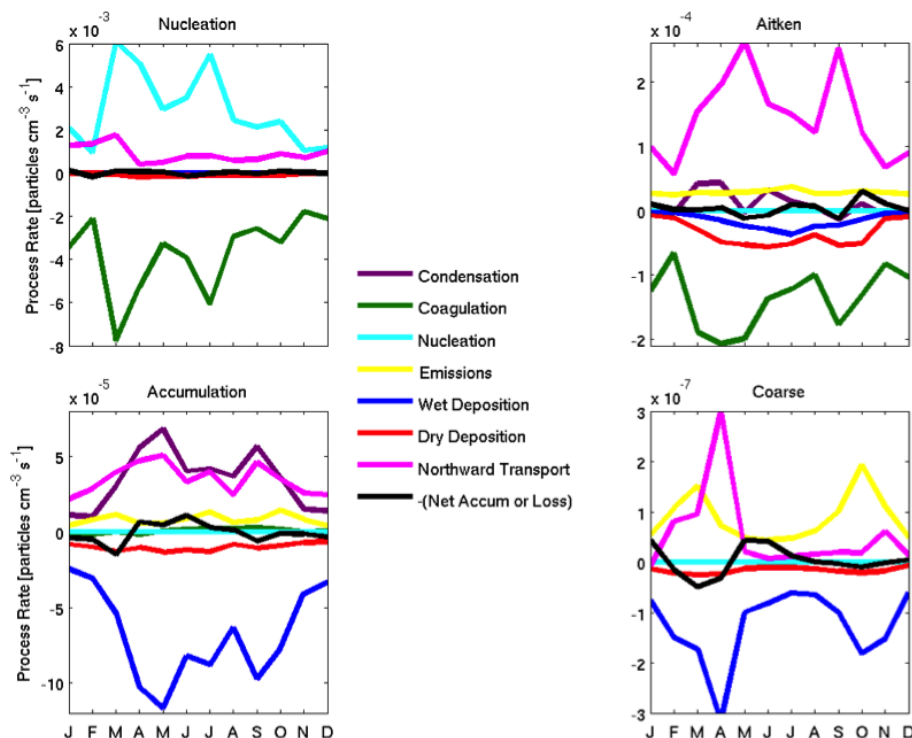 Nucleation
x 10^-3
6
4
2
0
-2
-4
-6
-8
Process Rate [particles cm^-3 s^-1]
Aitken
x 10^-4
2
1
0
-1
-2
Condensation
Coagulation
Nucleation
Emissions
Wet Deposition
Dry Deposition
Northward Transport
-(Net Accum or Loss)
Accumulation
x 10^-5
5
0
-5
-10
Process Rate [particles cm^-3 s^-1]
J F M A M J J A S O N D
Coarse
x 10^-7
3
2
1
0
-1
-2
-3
J F M A M J J A S O N D